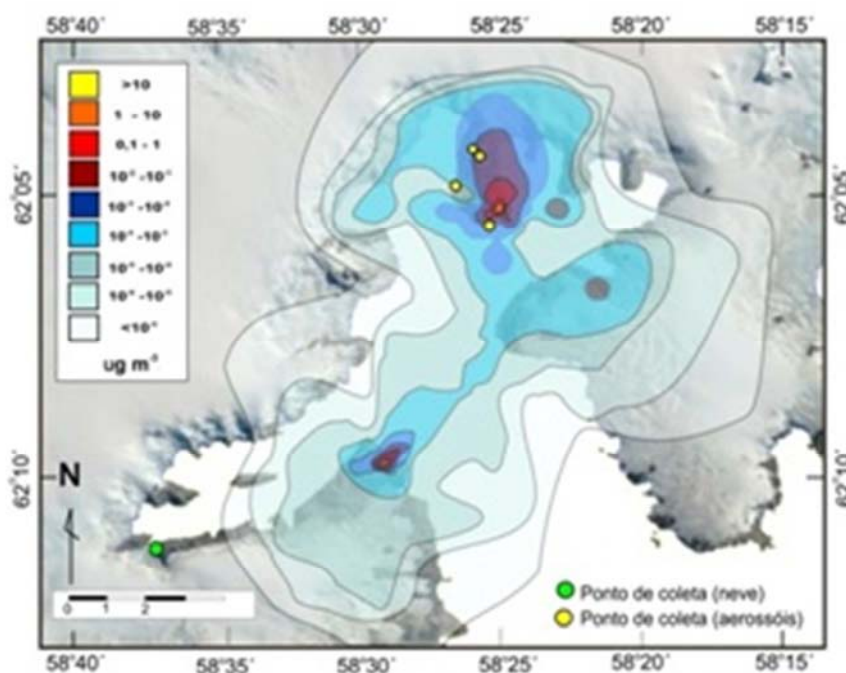 58°40´ 58°35´ 58°30´ 58°25´ 58°20´ 58°15´
>10
1 - 10
0,1 - 1
ug m⁻³
62°05´
62°05´
62°10´
62°10´
N
0 1 2
Ponto de coleta (neve)
Ponto de coleta (aerossóis)
58°40´ 58°35´ 58°30´ 58°25´ 58°20´ 58°15´